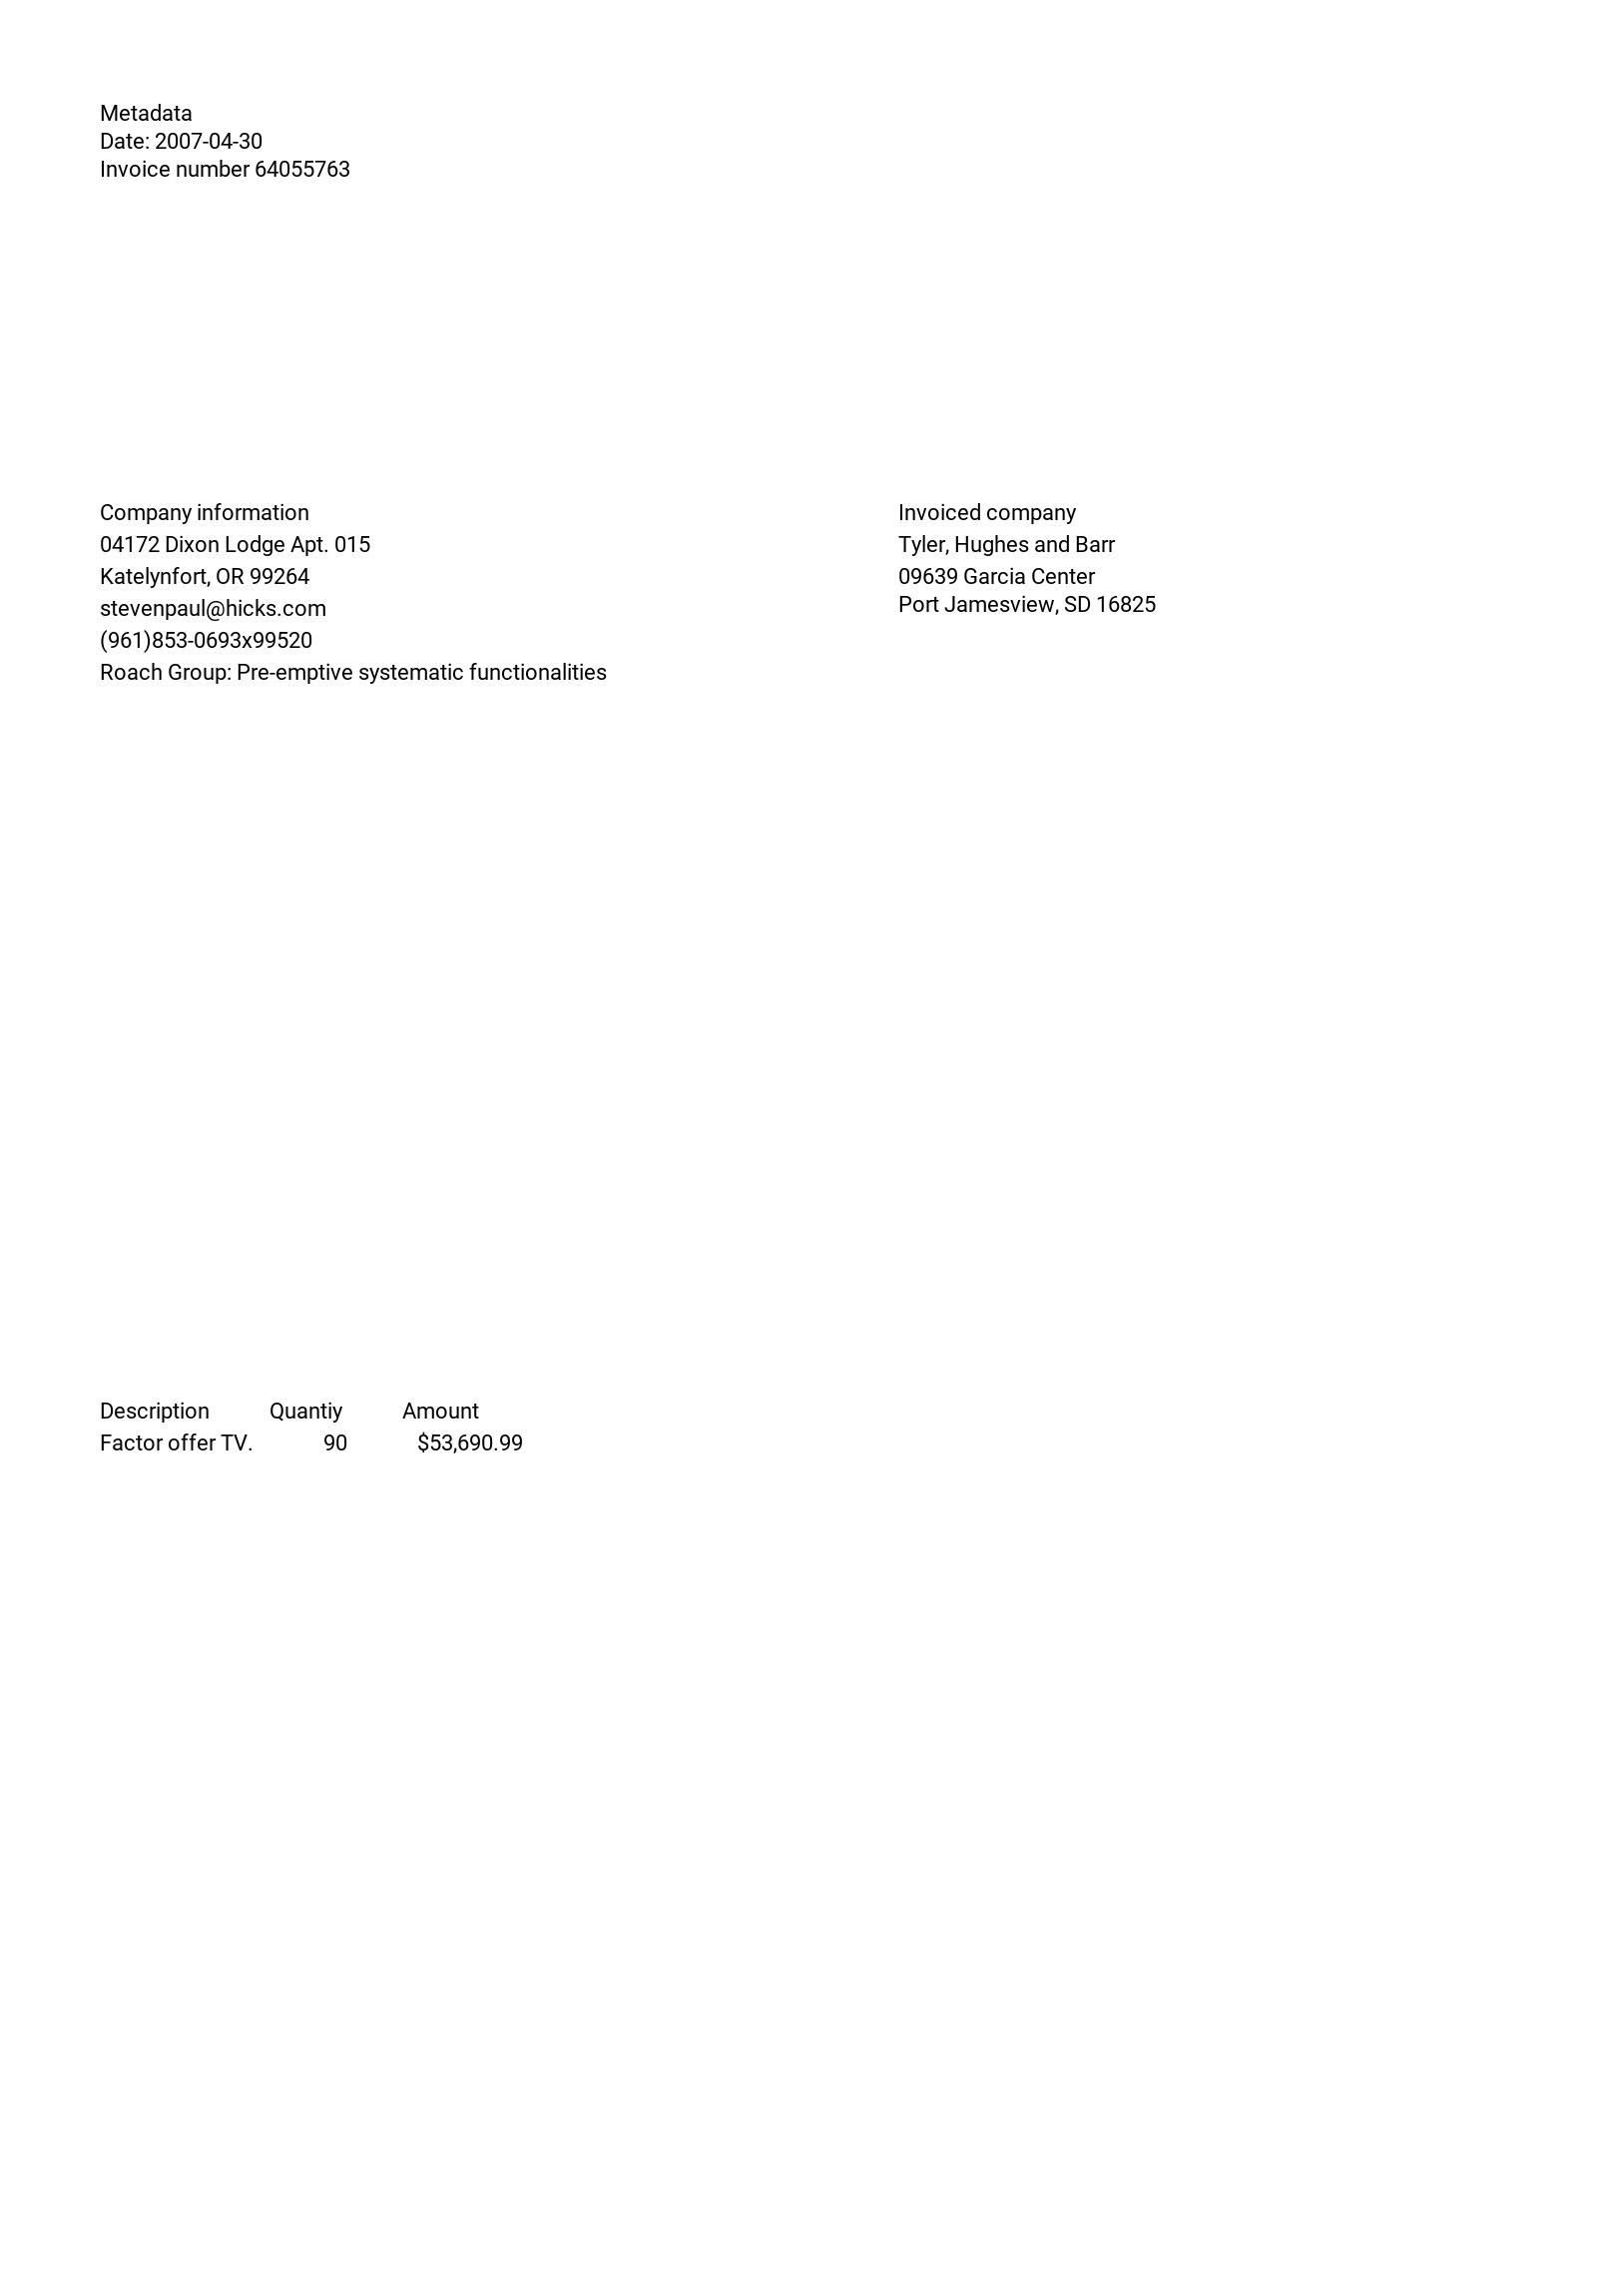 Metadata
Date: 2007-04-30
Invoice number 64055763
Company information
04172 Dixon Lodge Apt. 015
Katelynfort, OR 99264
stevenpaul@hicks.com
(961)853-0693x99520
Roach Group: Pre-emptive systematic functionalities
Invoiced company
Tyler, Hughes and Barr
09639 Garcia Center
Port Jamesview, SD 16825
Description Quantiy Amount
Factor offer TV. 90 $53,690.99